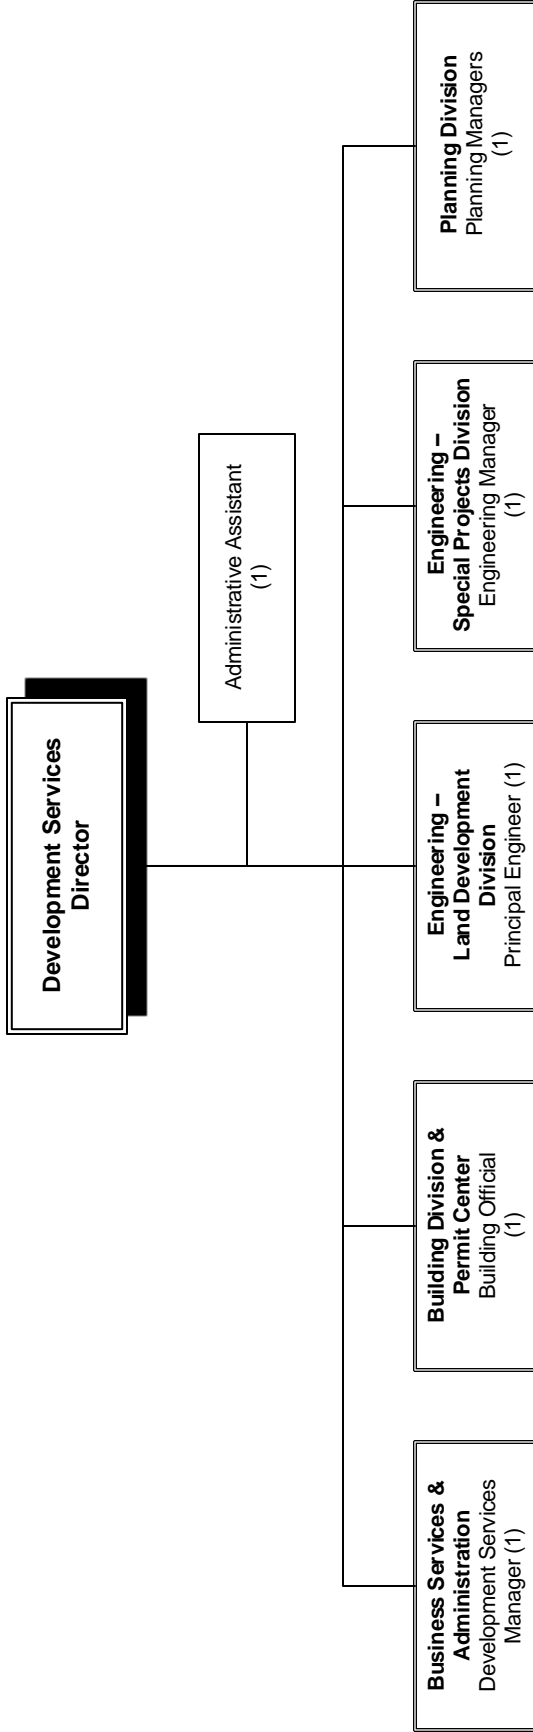 Development Services
Director
Administrative Assistant
(1)
Business Services &
Administration
Development Services
Manager (1)
Building Division &
Permit Center
Building Official
(1)
Engineering –
Land Development
Division
Principal Engineer (1)
Engineering –
Special Projects Division
Engineering Manager
(1)
Planning Division
Planning Managers
(1)